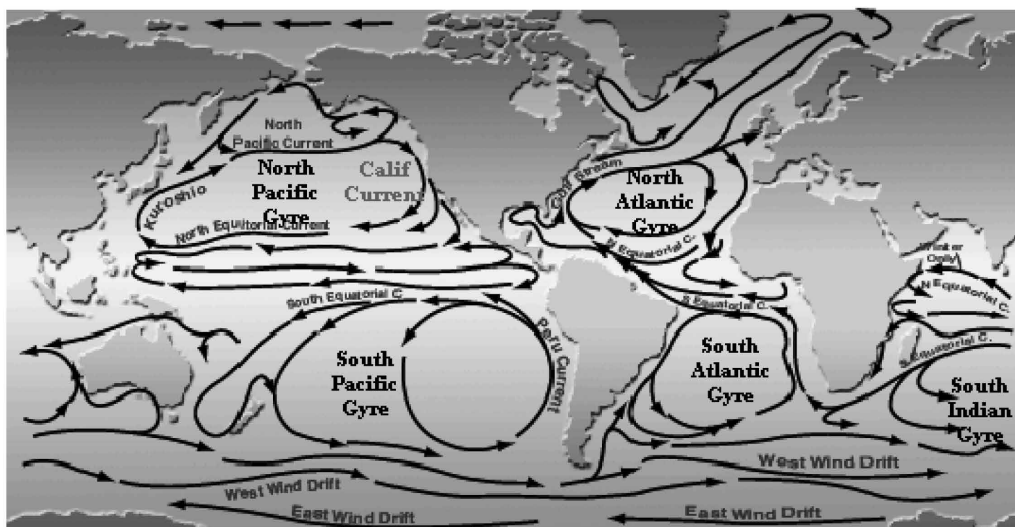 North
Pacific Current
North
Pacific
Gyre
Calif
Current
Kuroshio
North Equitorial Current
Gulf Stream
North
Atlantic
Gyre
N Equatorial C.
Winter
Only
N Equatorial C.
South Equatorial C.
S Equatorial C.
S Equatorial C.
Peru Current
South
Pacific
Gyre
South
Atlantic
Gyre
South
Indian
Gyre
West Wind Drift
West Wind Drift
East Wind Drift
East Wind Drift